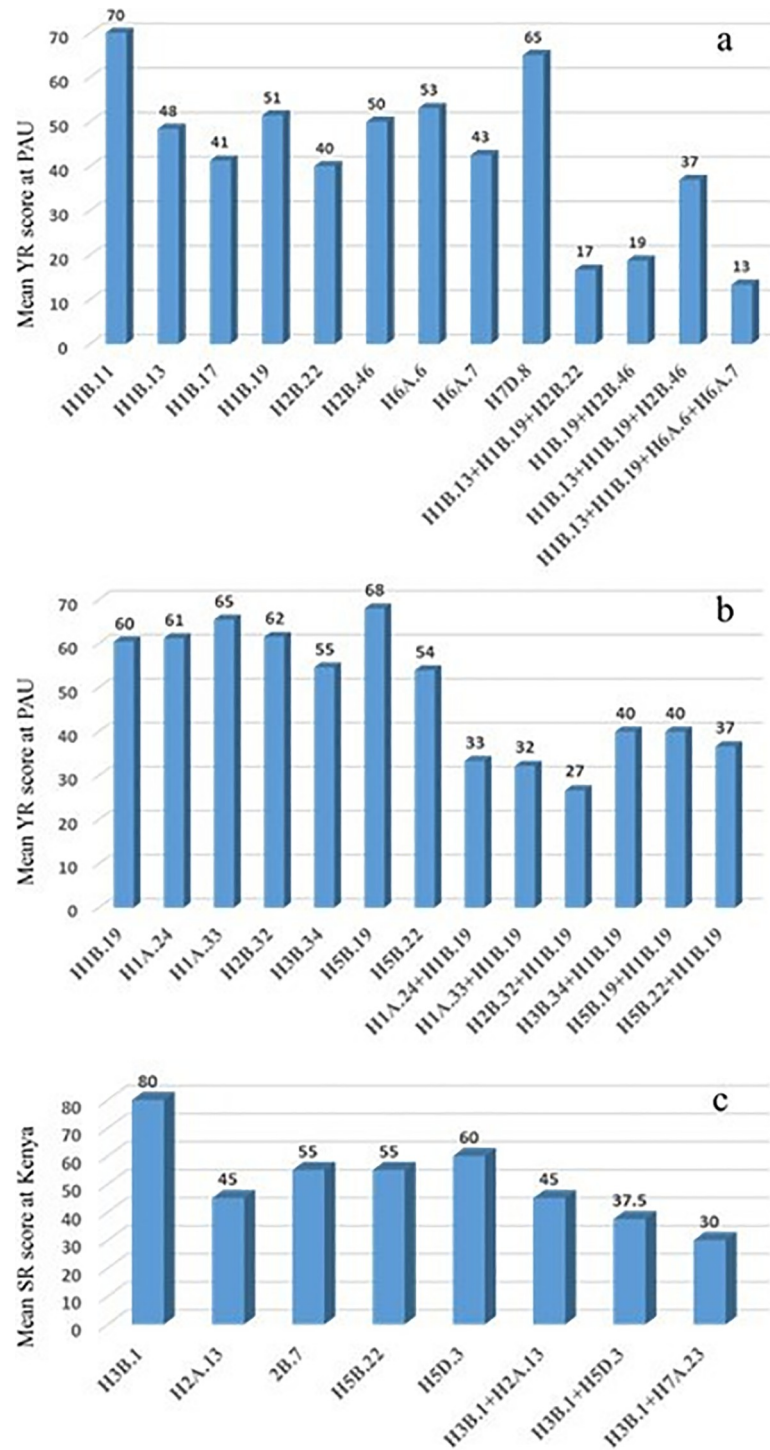 a
Mean YR score at PAU
70
60
50
40
30
20
10
0
70
48
41
51
40
50
53
43
65
17
19
37
13
H1B.11
H1B.13
H1B.17
H1B.19
H2B.22
H2B.46
H6A.6
H6A.7
H7D.8
H1B.13+H1B.19+H2B.22
H1B.19+H2B.46
H1B.13+H1B.19+H2B.46
H1B.13+H1B.19+H6A.6+H6A.7
b
Mean YR score at PAU
70
60
50
40
30
20
10
0
60
61
65
62
55
68
54
33
32
27
40
40
37
H1B.19
H1A.24
H1A.33
H2B.32
H3B.34
H5B.19
H5B.22
H1A.24+H1B.19
H1A.33+H1B.19
H2B.32+H1B.19
H3B.34+H1B.19
H5B.19+H1B.19
H5B.22+H1B.19
c
Mean SR score at Kenya
80
70
60
50
40
30
20
10
0
80
45
55
55
60
45
37.5
30
H3B.1
H2A.13
2B.7
H5B.22
H5D.3
H3B.1+H2A.13
H3B.1+H5D.3
H3B.1+H7A.23